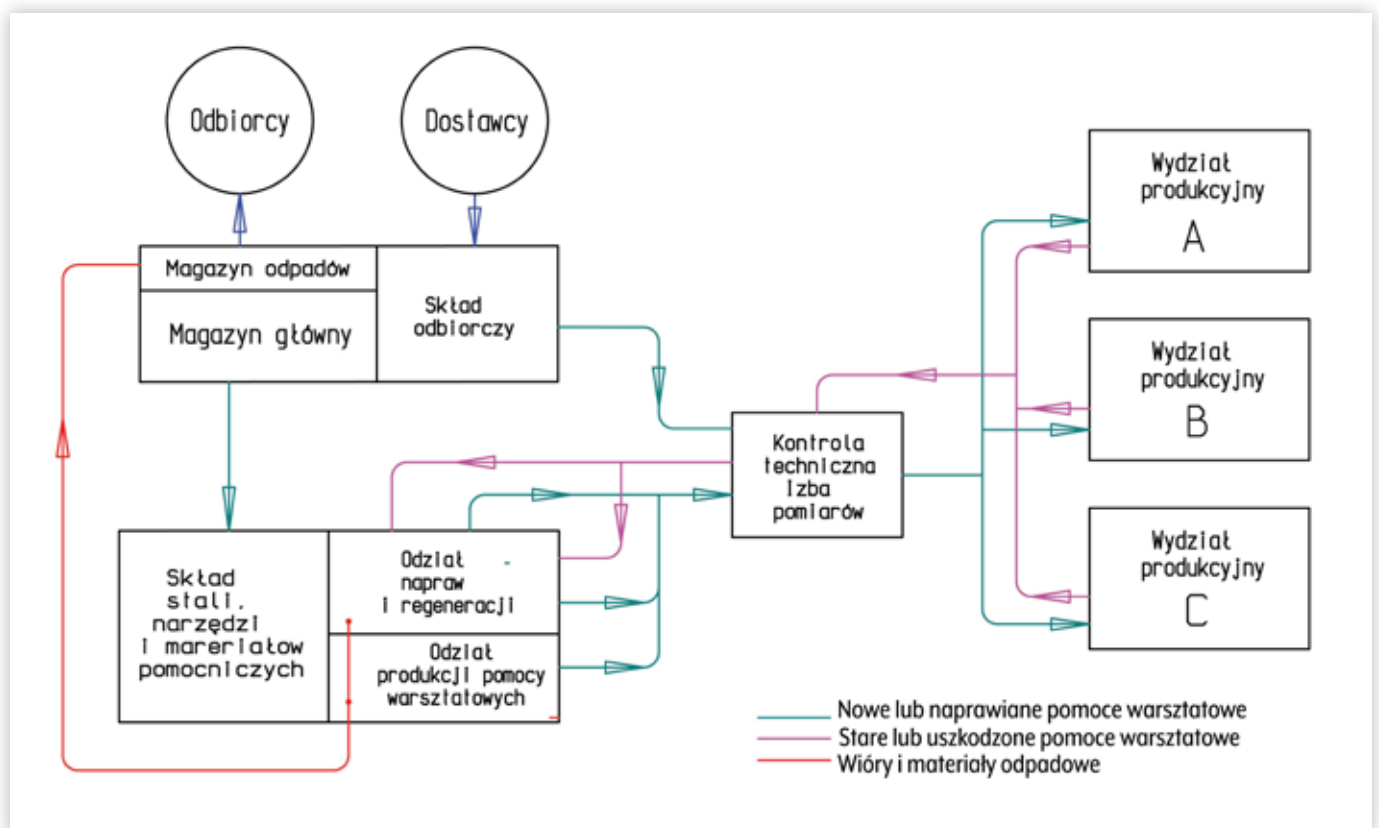 Odbiorcy
Dostawcy
Magazyn odpadów
Magazyn główny
Skład
odbiorczy
Wydział
produkcyjny
A
Wydział
produkcyjny
B
Wydział
produkcyjny
C
Kontrola
techniczna
Izba
pomiarów
Skład
stali,
narzędzi
i mareriałow
pomocniczych
Odział
napraw
i regeneracji
Odział
produkcji pomocy
warsztatowych
Nowe lub naprawiane pomoce warsztatowe
Stare lub uszkodzone pomoce warsztatowe
Wióry i materiały odpadowe